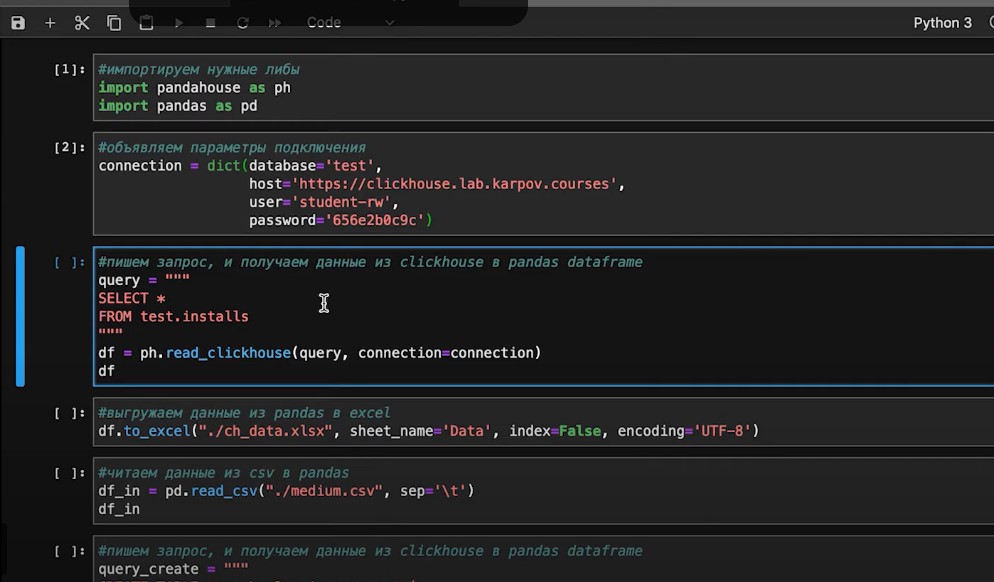 Code
Python 3
[1]:
#импортируем нужные либы
import pandahouse as ph
import pandas as pd
[2]:
#объявляем параметры подключения
connection = dict(database='test',
host='https://clickhouse.lab.karpov.courses',
user='student-rw',
password='656e2b0c9c')
[ ]:
#пишем запрос, и получаем данные из clickhouse в pandas dataframe
query = """
SELECT *
FROM test.installs
"""
df = ph.read_clickhouse(query, connection=connection)
df
[ ]:
#выгружаем данные из pandas в excel
df.to_excel("./ch_data.xlsx", sheet_name='Data', index=False, encoding='UTF-8')
[ ]:
#читаем данные из csv в pandas
df_in = pd.read_csv("./medium.csv", sep='\t')
df_in
[ ]:
#пишем запрос, и получаем данные из clickhouse в pandas dataframe
query_create = """